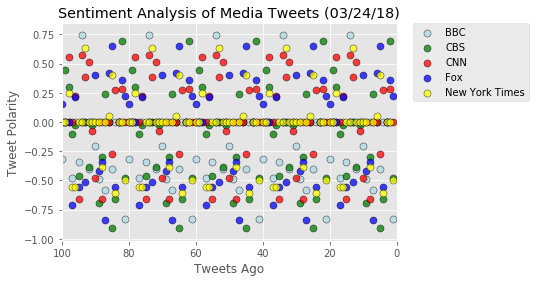 Sentiment Analysis of Media Tweets (03/24/18)
BBC
CBS
CNN
Fox
New York Times
Tweet Polarity
0.75
0.50
0.25
0.00
−0.25
−0.50
−0.75
−1.00
100 80 60 40 20 0
Tweets Ago